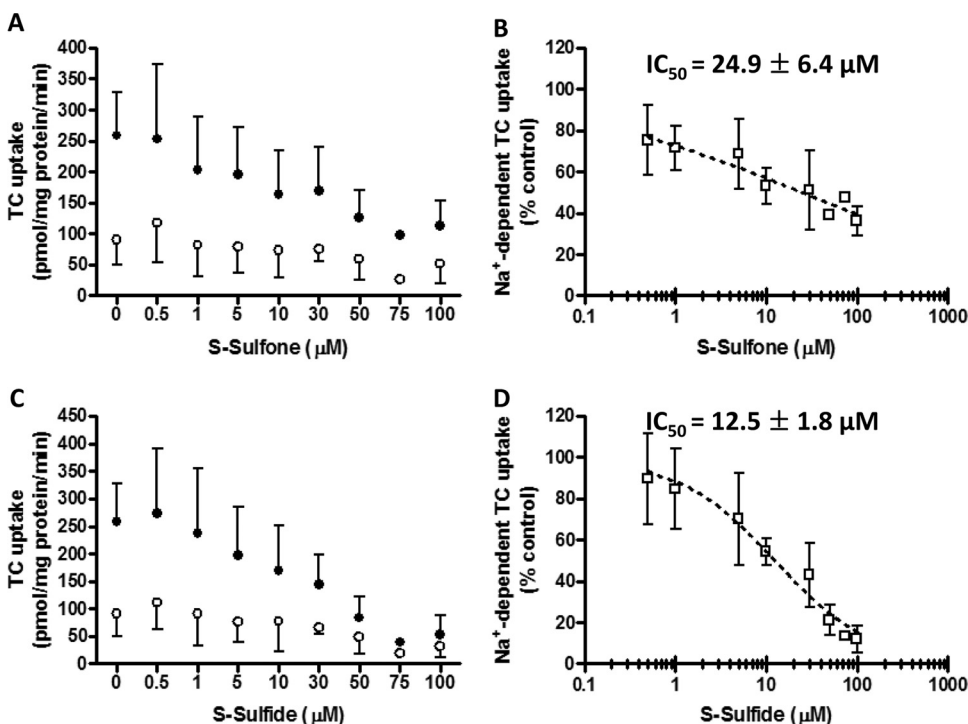 A
TC uptake
(pmol/mg protein/min)
400
350
300
250
200
150
100
50
0
0 0.5 1 5 10 30 50 75 100
S-Sulfone (μM)
B
IC50 = 24.9 ± 6.4 μM
Na+-dependent TC uptake
(% control)
120
100
80
60
40
20
0
0.1 1 10 100 1000
S-Sulfone (μM)
C
TC uptake
(pmol/mg protein/min)
450
400
350
300
250
200
150
100
50
0
0 0.5 1 5 10 30 50 75 100
S-Sulfide (μM)
D
IC50 = 12.5 ± 1.8 μM
Na+-dependent TC uptake
(% control)
120
100
80
60
40
20
0
0.1 1 10 100 1000
S-Sulfide (μM)